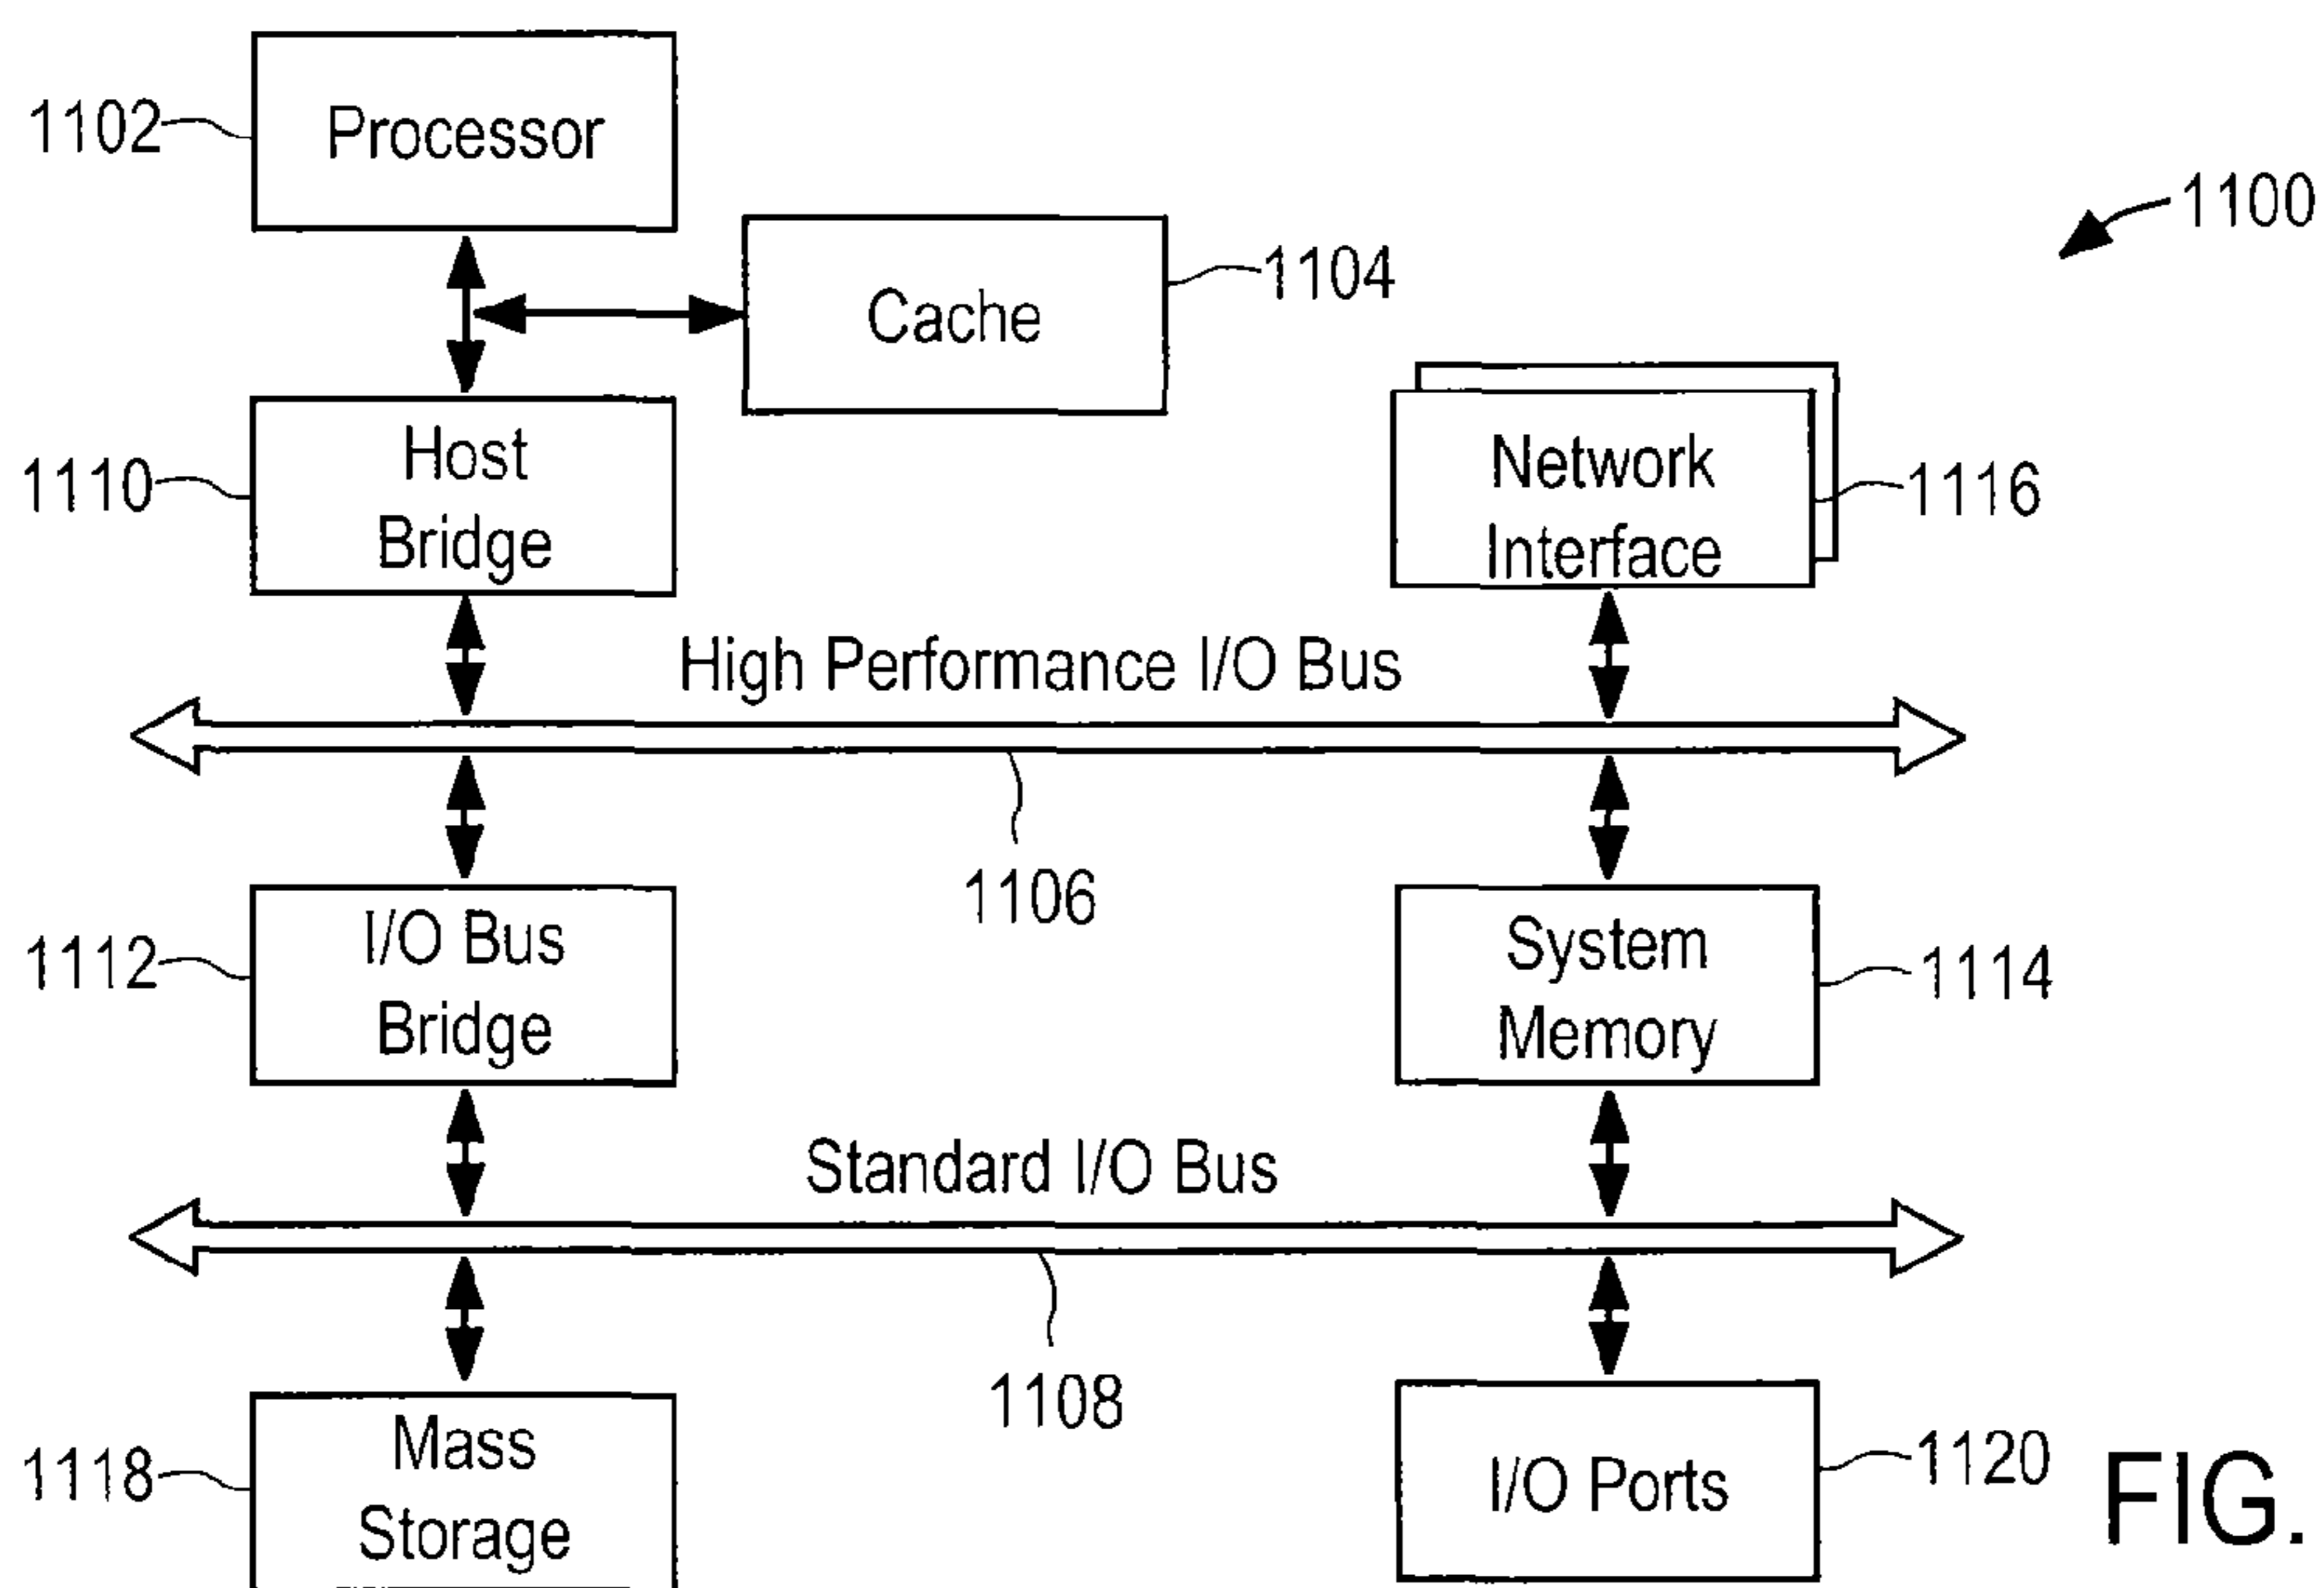 1102
Processor
1100
1104
Cache
1110
Host
Bridge
Network
Interface
1116
High Performance I/O Bus
1106
1112
I/O Bus
Bridge
System
Memory
1114
Standard I/O Bus
1108
1118
Mass
Storage
I/O Ports
1120
FIG.